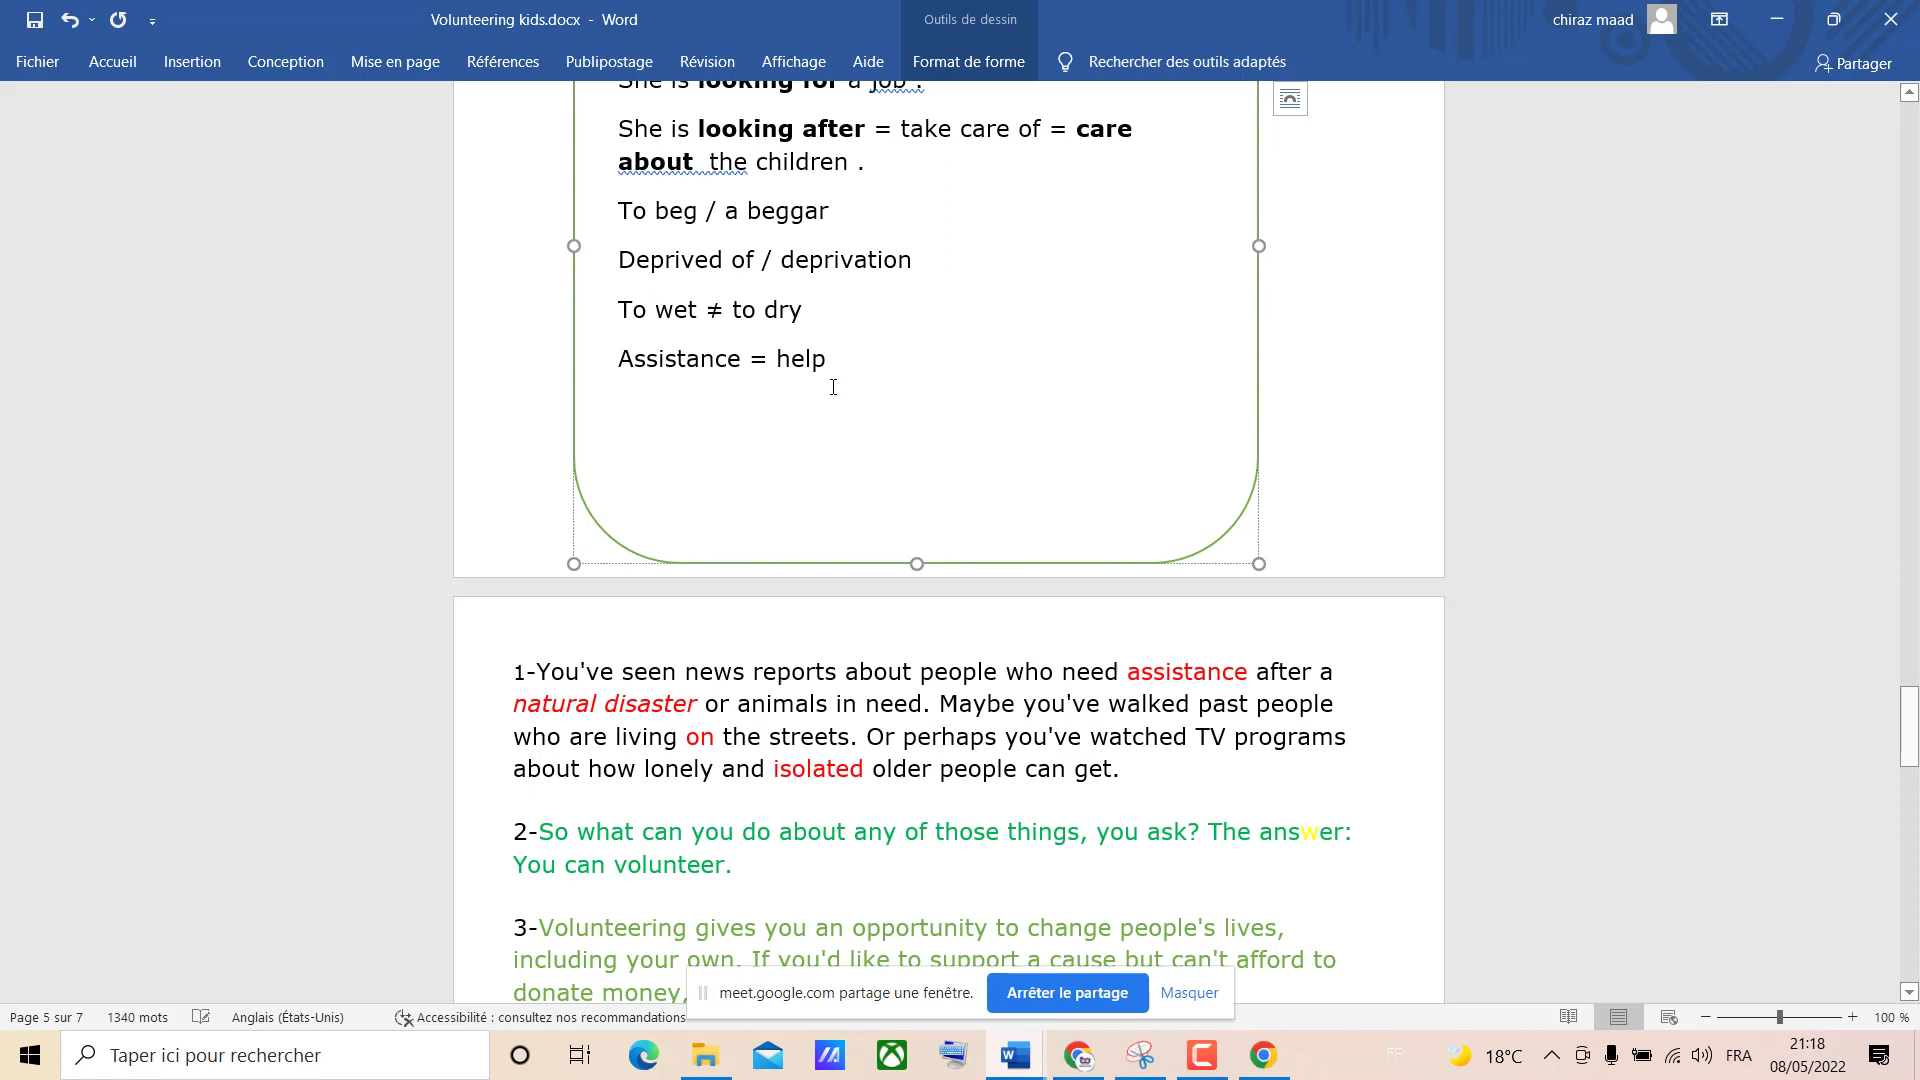 Volunteering kids.docx - Word
Outils de dessin
chiraz maad
Fichier Accueil Insertion Conception Mise en page Références Publipostage Révision Affichage Aide Format de forme Rechercher des outils adaptés Partager
She is looking for a job .
She is looking after = take care of = care
about the children .
To beg / a beggar
Deprived of / deprivation
To wet ≠ to dry
Assistance = help
1-You've seen news reports about people who need assistance after a
natural disaster or animals in need. Maybe you've walked past people
who are living on the streets. Or perhaps you've watched TV programs
about how lonely and isolated older people can get.
2-So what can you do about any of those things, you ask? The answer:
You can volunteer.
3-Volunteering gives you an opportunity to change people's lives,
including your own. If you'd like to support a cause but can't afford to
donate money,
meet.google.com partage une fenêtre. Arrêter le partage Masquer
Page 5 sur 7 1340 mots Anglais (États-Unis) Accessibilité : consultez nos recommandations 100 %
Taper ici pour rechercher
FR
18°C
FRA
21:18
08/05/2022